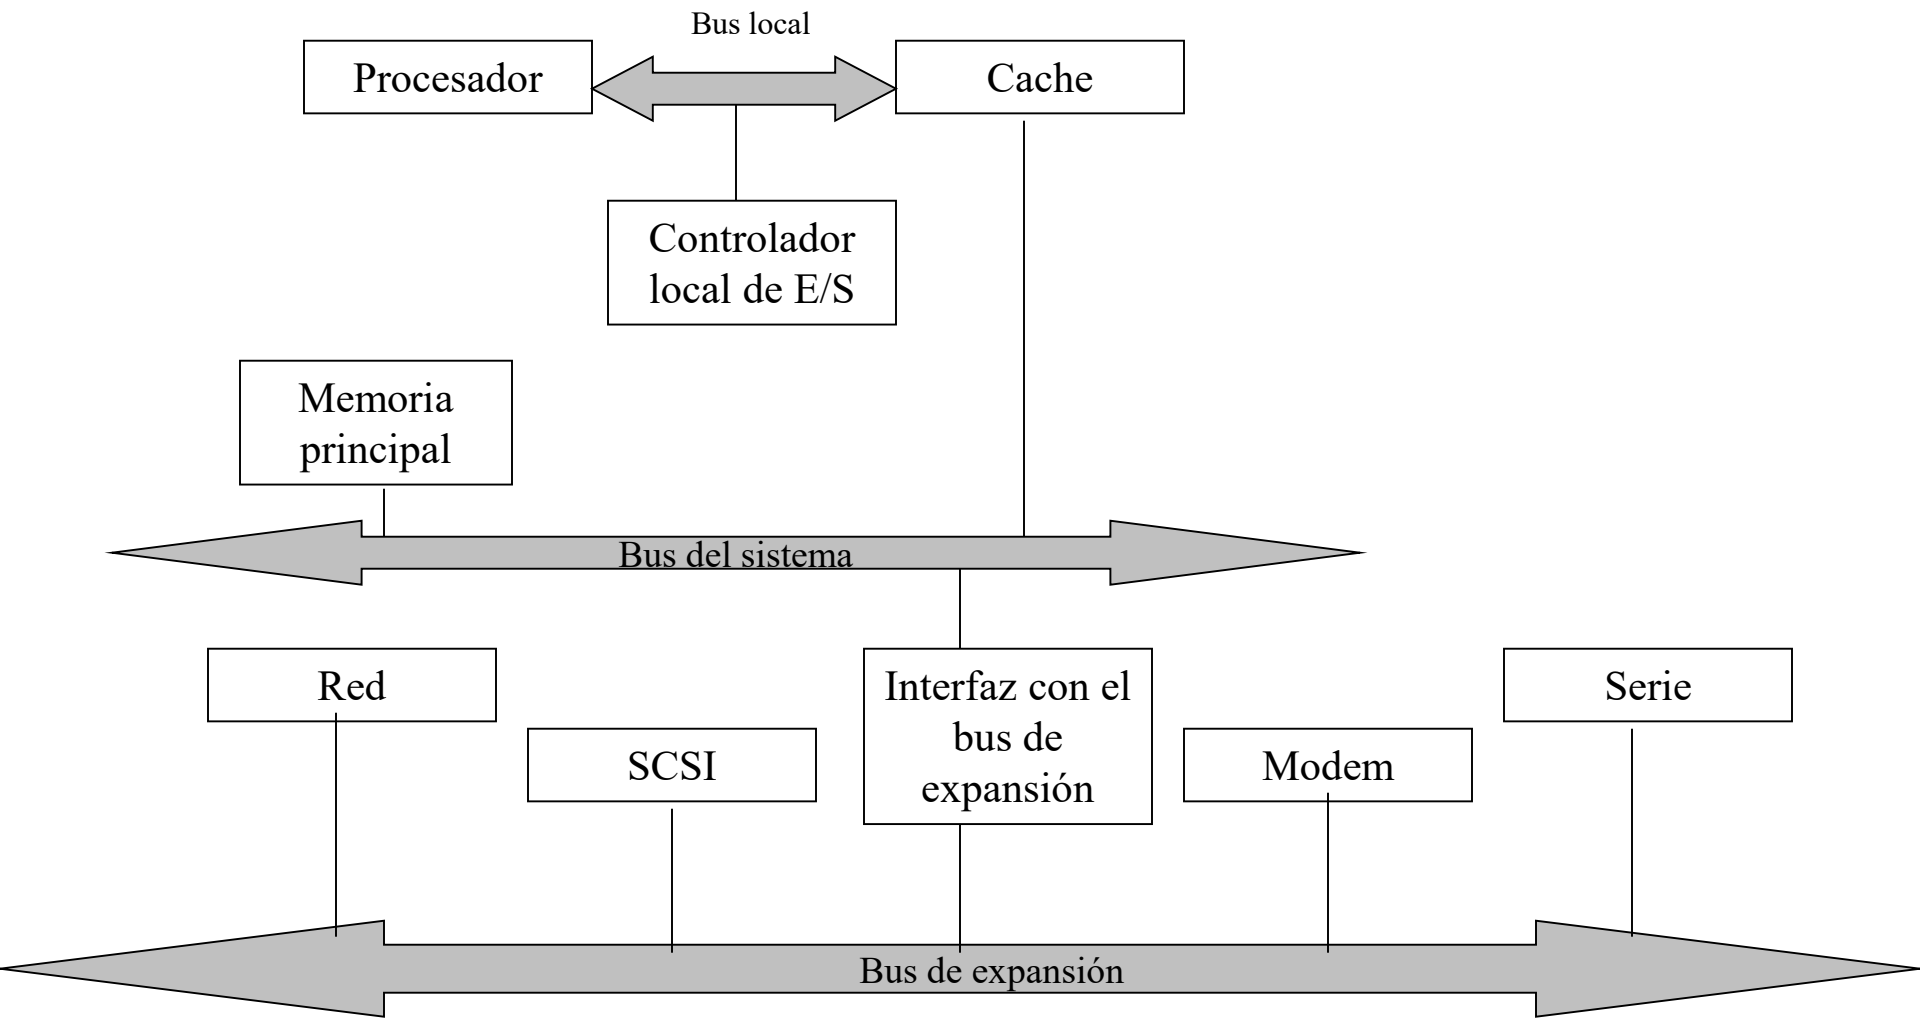 Bus local
Procesador
Cache
Controlador
local de E/S
Memoria
principal
Bus del sistema
Red
Interfaz con el
bus de
expansión
Serie
SCSI
Modem
Bus de expansión